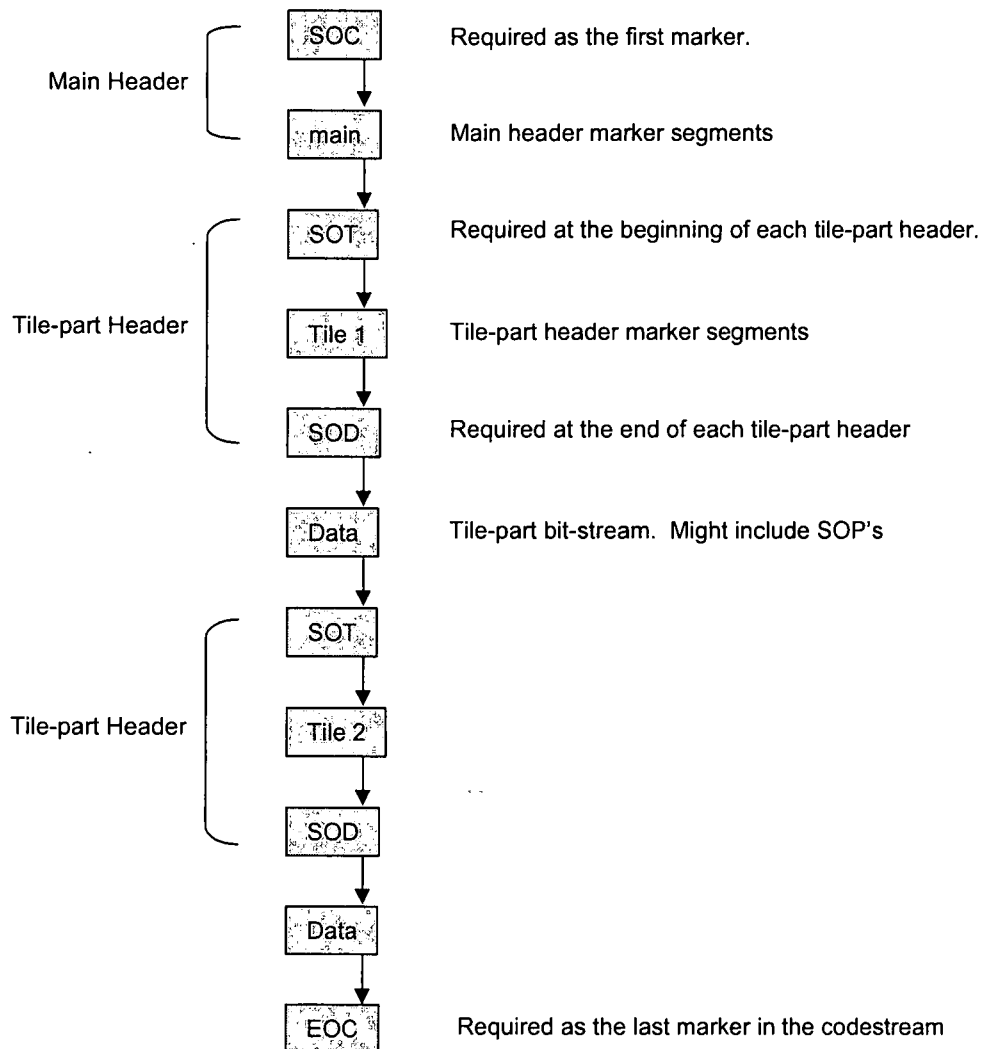 SOC Required as the first marker.
Main Header
main Main header marker segments
SOT Required at the beginning of each tile-part header.
Tile-part Header Tile 1 Tile-part header marker segments
SOD Required at the end of each tile-part header
Data Tile-part bit-stream. Might include SOP's
SOT
Tile-part Header Tile 2
SOD
Data
EOC Required as the last marker in the codestream